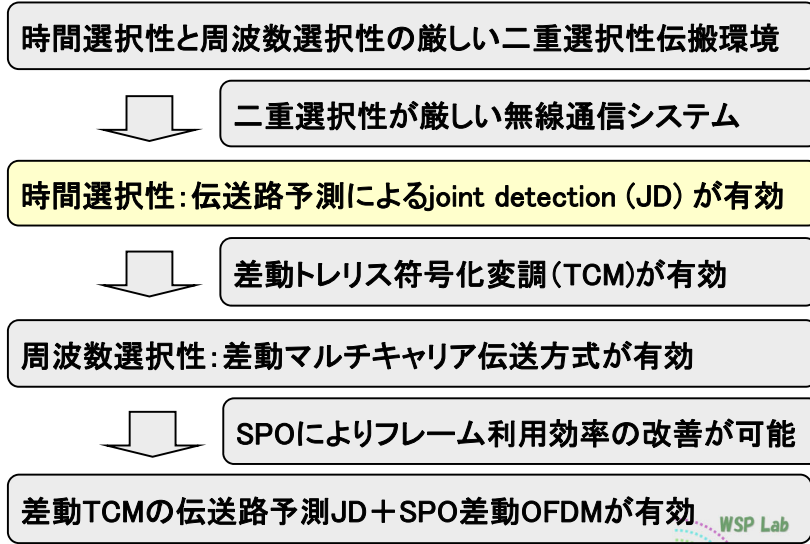 時間選択性と周波数選択性の厳しい二重選択性伝搬環境
二重選択性が厳しい無線通信システム
時間選択性:伝送路予測によるjoint detection (JD) が有効
差動トレリス符号化変調(TCM)が有効
周波数選択性:差動マルチキャリア伝送方式が有効
SPOによりフレーム利用効率の改善が可能
差動TCMの伝送路予測JD+SPO差動OFDMが有効
WSP Lab